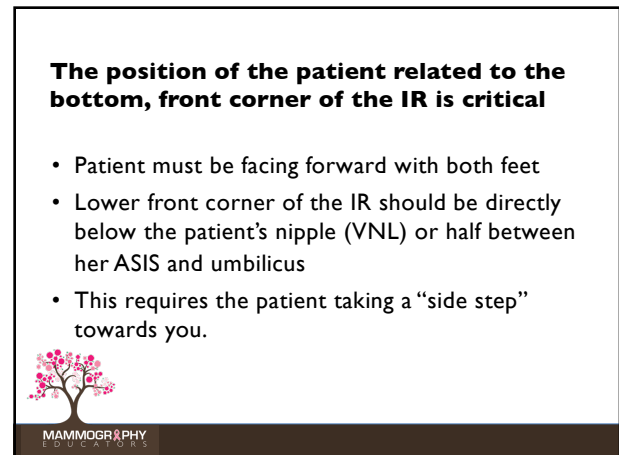 The position of the patient related to the
bottom, front corner of the IR is critical
• Patient must be facing forward with both feet
• Lower front corner of the IR should be directly
below the patient's nipple (VNL) or half between
her ASIS and umbilicus
• This requires the patient taking a "side step"
towards you.
MAMMOGRAPHY
EDUCATORS